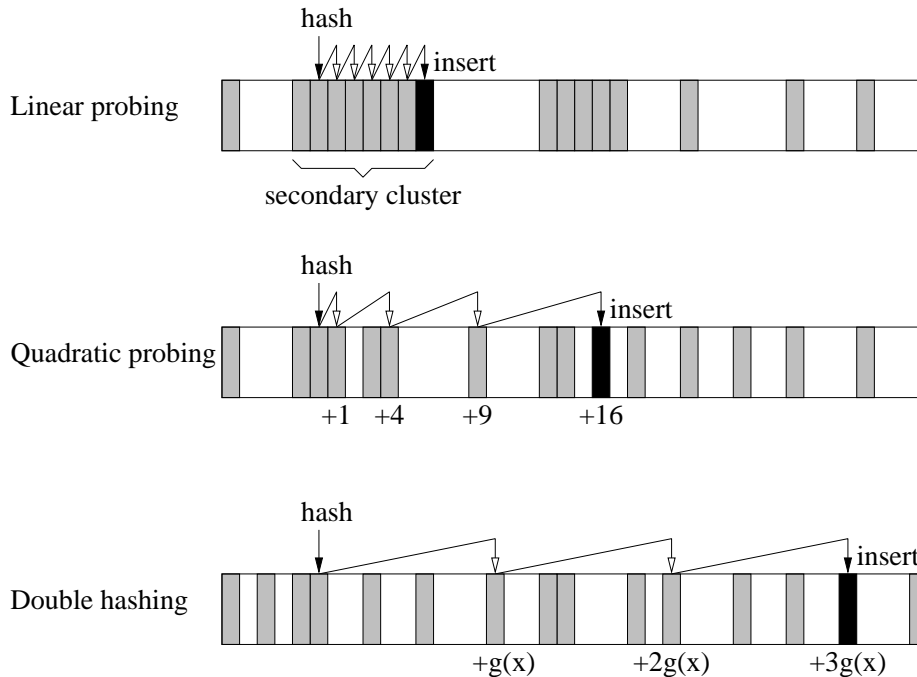 hash
insert
Linear probing
secondary cluster
hash
insert
Quadratic probing
+1 +4 +9 +16
hash
insert
Double hashing
+g(x) +2g(x) +3g(x)